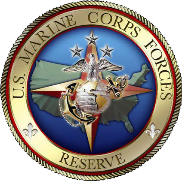 U.S. MARINE CORPS FORCES
RESERVE